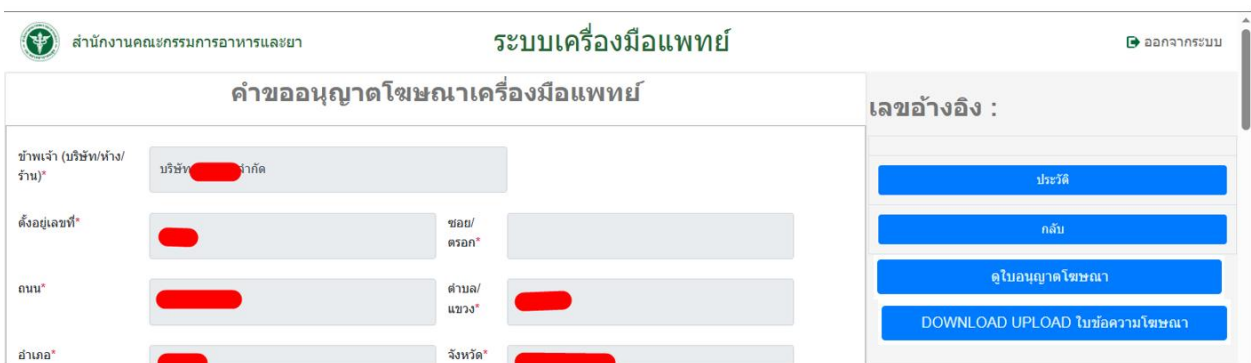 สำนักงานคณะกรรมการอาหารและยา
ระบบเครื่องมือแพทย์
ออกจากระบบ
คำขออนุญาตโฆษณาเครื่องมือแพทย์
เลขอ้างอิง :
ข้าพเจ้า (บริษัท/ห้าง/
ร้าน)*
บริษัท จำกัด
ประวัติ
ตั้งอยู่เลขที่*
ซอย/
ตรอก*
กลับ
ดูใบอนุญาตโฆษณา
ถนน*
ตำบล/
แขวง*
DOWNLOAD UPLOAD ใบข้อความโฆษณา
อำเภอ*
จังหวัด*